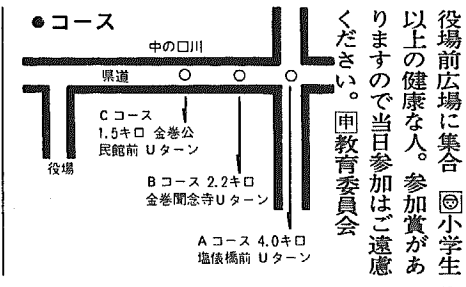 役場前広場に集合 対小学生
以上の健康な人。参加賞があ
りますので当日参加はご遠慮
ください。申教育委員会
●コース
中の口川
県道
Cコース
1.5キロ 金巻公
民館前 Uターン
役場
Bコース 2.2キロ
金巻聞念寺Uターン
Aコース 4.0キロ
塩俵橋前 Uターン